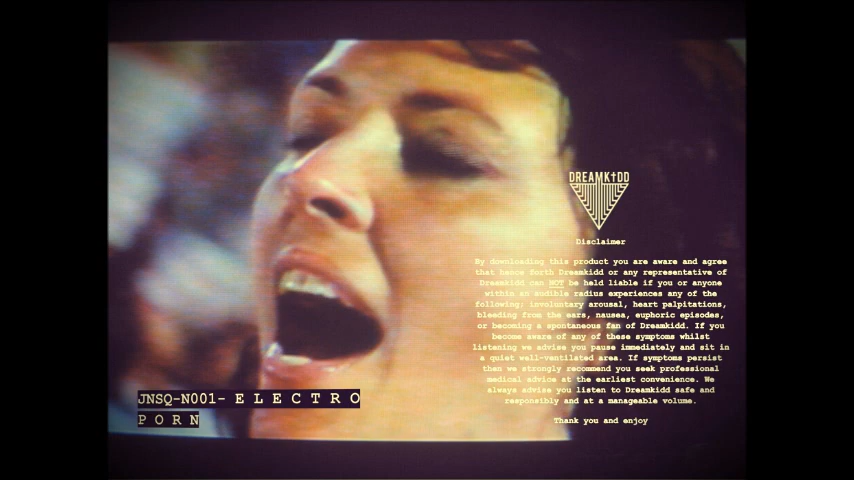 DREAMK†DD
Disclaimer
By downloading this product you are aware and agree
that hence forth Dreamkidd or any representative of
Dreamkidd can NOT be held liable if you or anyone
within an audible radius experiences any of the
following; involuntary arousal, heart palpitations,
bleeding from the ears, nausea, euphoric episodes,
or becoming a spontaneous fan of Dreamkidd. If you
become aware of any of these symptoms whilst
listening we advise you pause immediately and sit in
a quiet well-ventilated area. If symptoms persist
then we strongly recommend you seek professional
medical advice at the earliest convenience. We
always advise you listen to Dreamkidd safe and
responsibly and at a manageable volume.
Thank you and enjoy
JNSQ-N001- E L E C T R O
P O R N